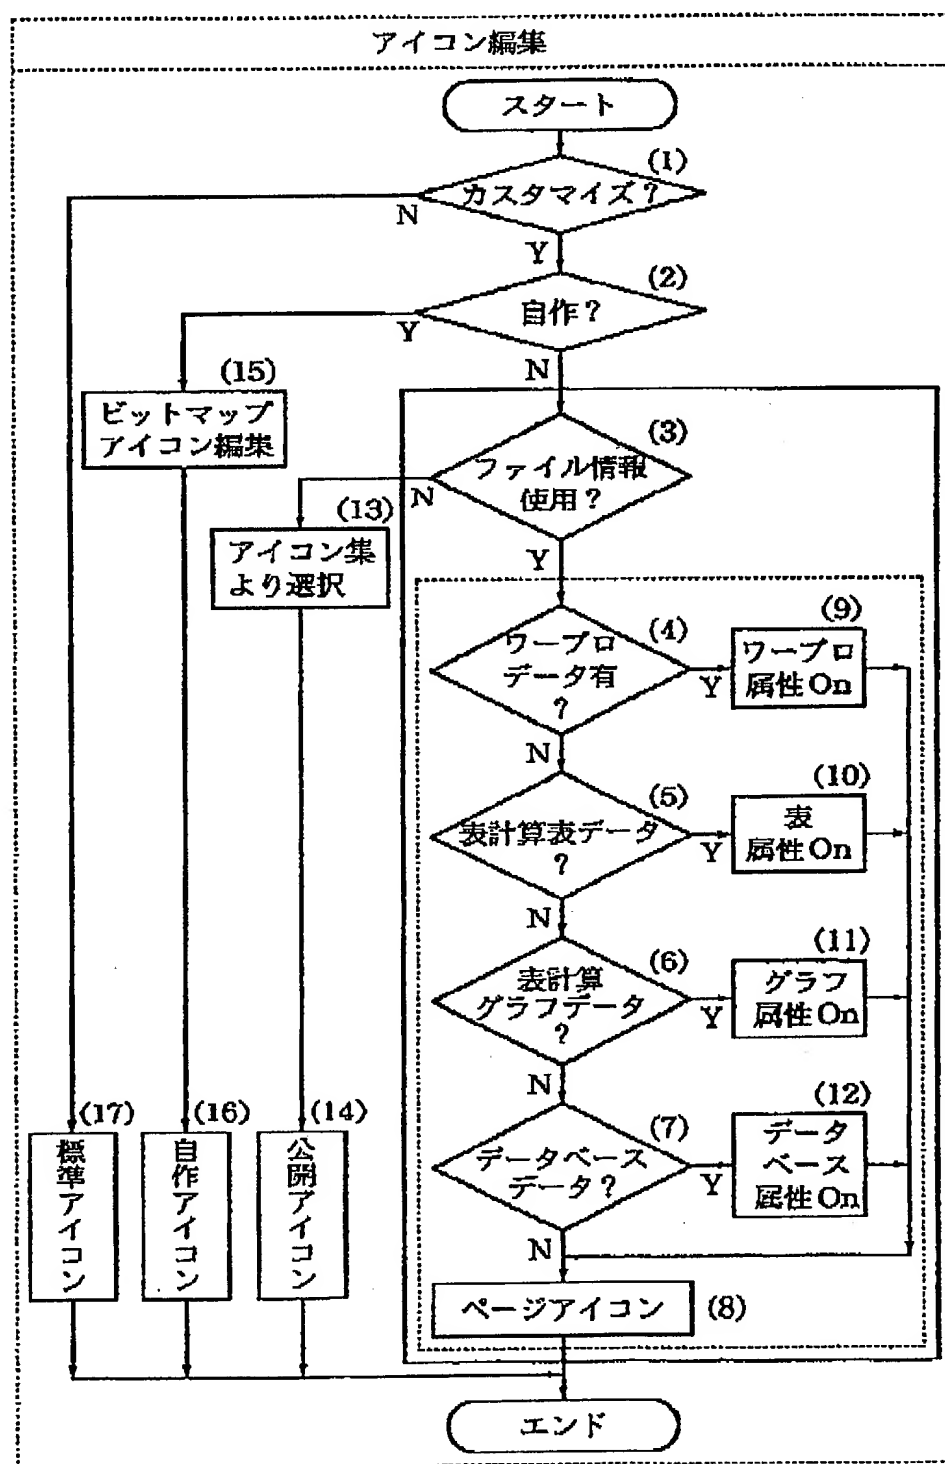 アイコン編集
スタート
(1)
カスタマイズ?
N
Y
(2)
自作?
Y
N
(15)
ビットマップ
アイコン編集
(3)
ファイル情報
使用?
N
Y
(13)
アイコン集
より選択
(4)
ワープロ
データ有
?
Y
N
(9)
ワープロ
属性On
(5)
表計算表データ
?
Y
N
(10)
表
属性On
(6)
表計算
グラフデータ
?
Y
N
(11)
グラフ
属性On
(7)
データベース
データ?
Y
N
(12)
データ
ベース
属性On
(17)
標準アイコン
(16)
自作アイコン
(14)
公開アイコン
ページアイコン
(8)
エンド